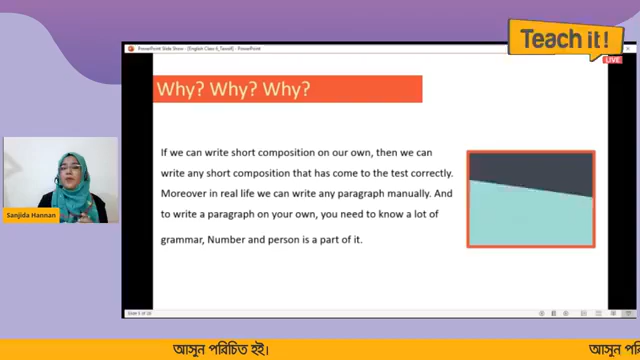 Teach it!
LIVE
PowerPoint Slide Show - [English Class 6_Tawsif] - PowerPoint
Why? Why? Why?
If we can write short composition on our own, then we can
write any short composition that has come to the test correctly.
Moreover in real life we can write any paragraph manually. And
to write a paragraph on your own, you need to know a lot of
grammar, Number and person is a part of it.
Sanjida Hannan
আসুন পরিচিত হই।
আসুন